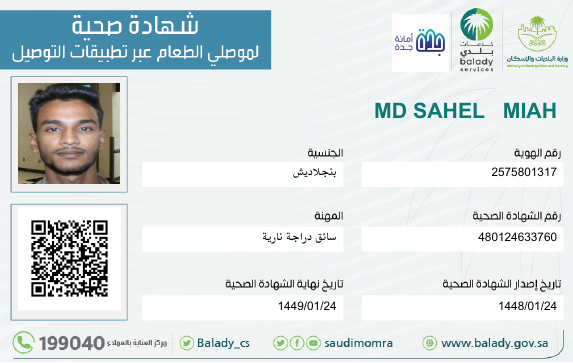 شهادة صحية
لموصلي الطعام عبر تطبيقات التوصيل
أمانة جدة
خدمات بلدي
balady services
وزارة البلديات والإسكان
MD SAHEL MIAH
رقم الهوية
2575801317
الجنسية
بنجلاديش
رقم الشهادة الصحية
480124633760
المهنة
سائق دراجة نارية
تاريخ إصدار الشهادة الصحية
1448/01/24
تاريخ نهاية الشهادة الصحية
1449/01/24
199040 مركز العناية بالعملاء
Balady_cs
saudimomra
www.balady.gov.sa